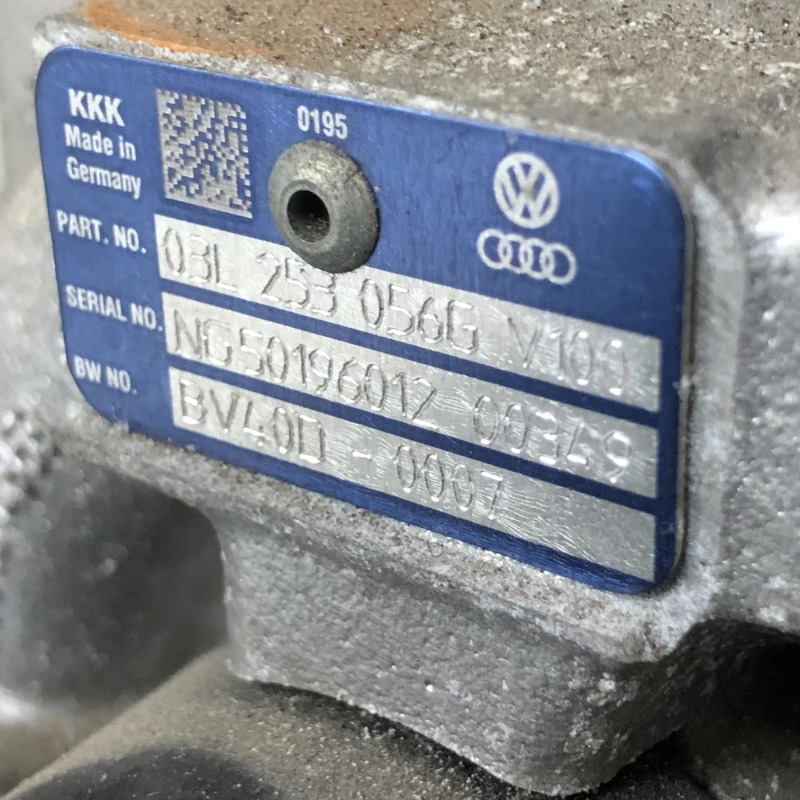 KKK
Made in
Germany
0195
PART. NO. 03L 253 056G V100
SERIAL NO. NG50196012 00349
BW NO. BV40D - 0007